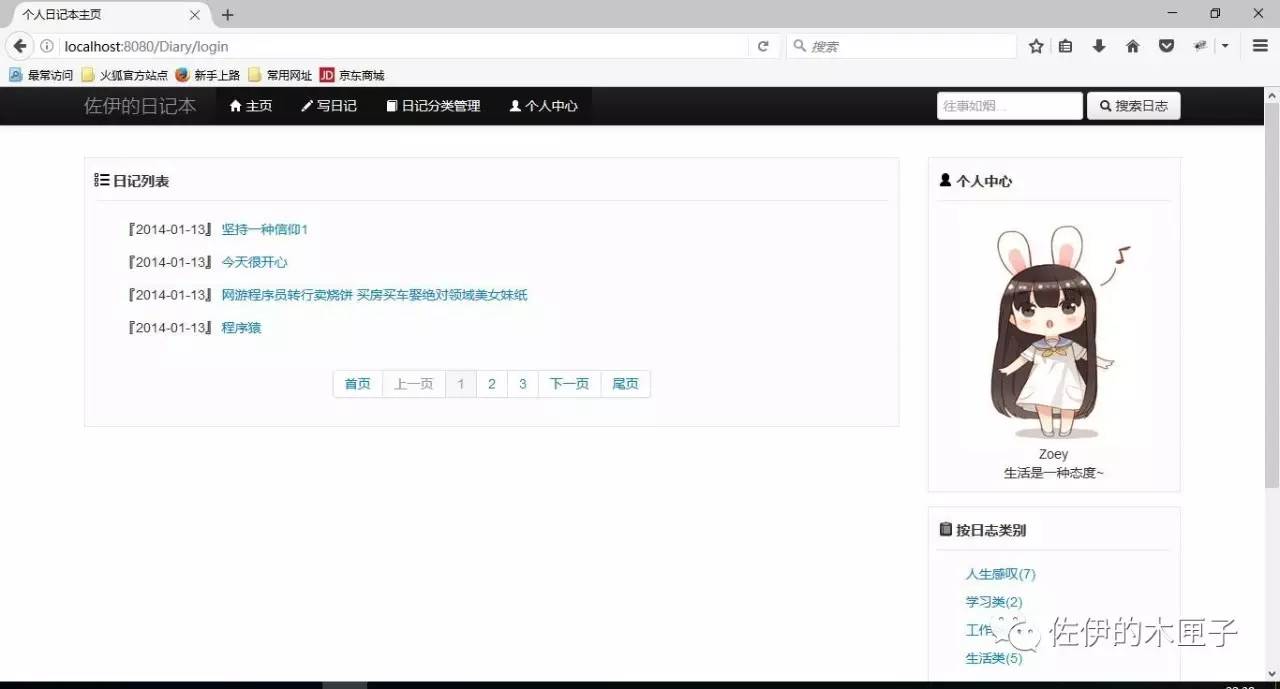 个人日记本主页
localhost:8080/Diary/login
搜索
最常访问 火狐官方站点 新手上路 常用网址 JD 京东商城
佐伊的日记本 主页 写日记 日记分类管理 个人中心 往事如烟... 搜索日志
日记列表
『2014-01-13』 坚持一种信仰1
『2014-01-13』 今天很开心
『2014-01-13』 网游程序员转行卖烧饼 买房买车娶绝对领域美女妹纸
『2014-01-13』 程序猿
首页 上一页 1 2 3 下一页 尾页
个人中心
Zoey
生活是一种态度~
按日志类别
人生感叹(7)
学习类(2)
工作
生活类(5)
佐伊的木匣子